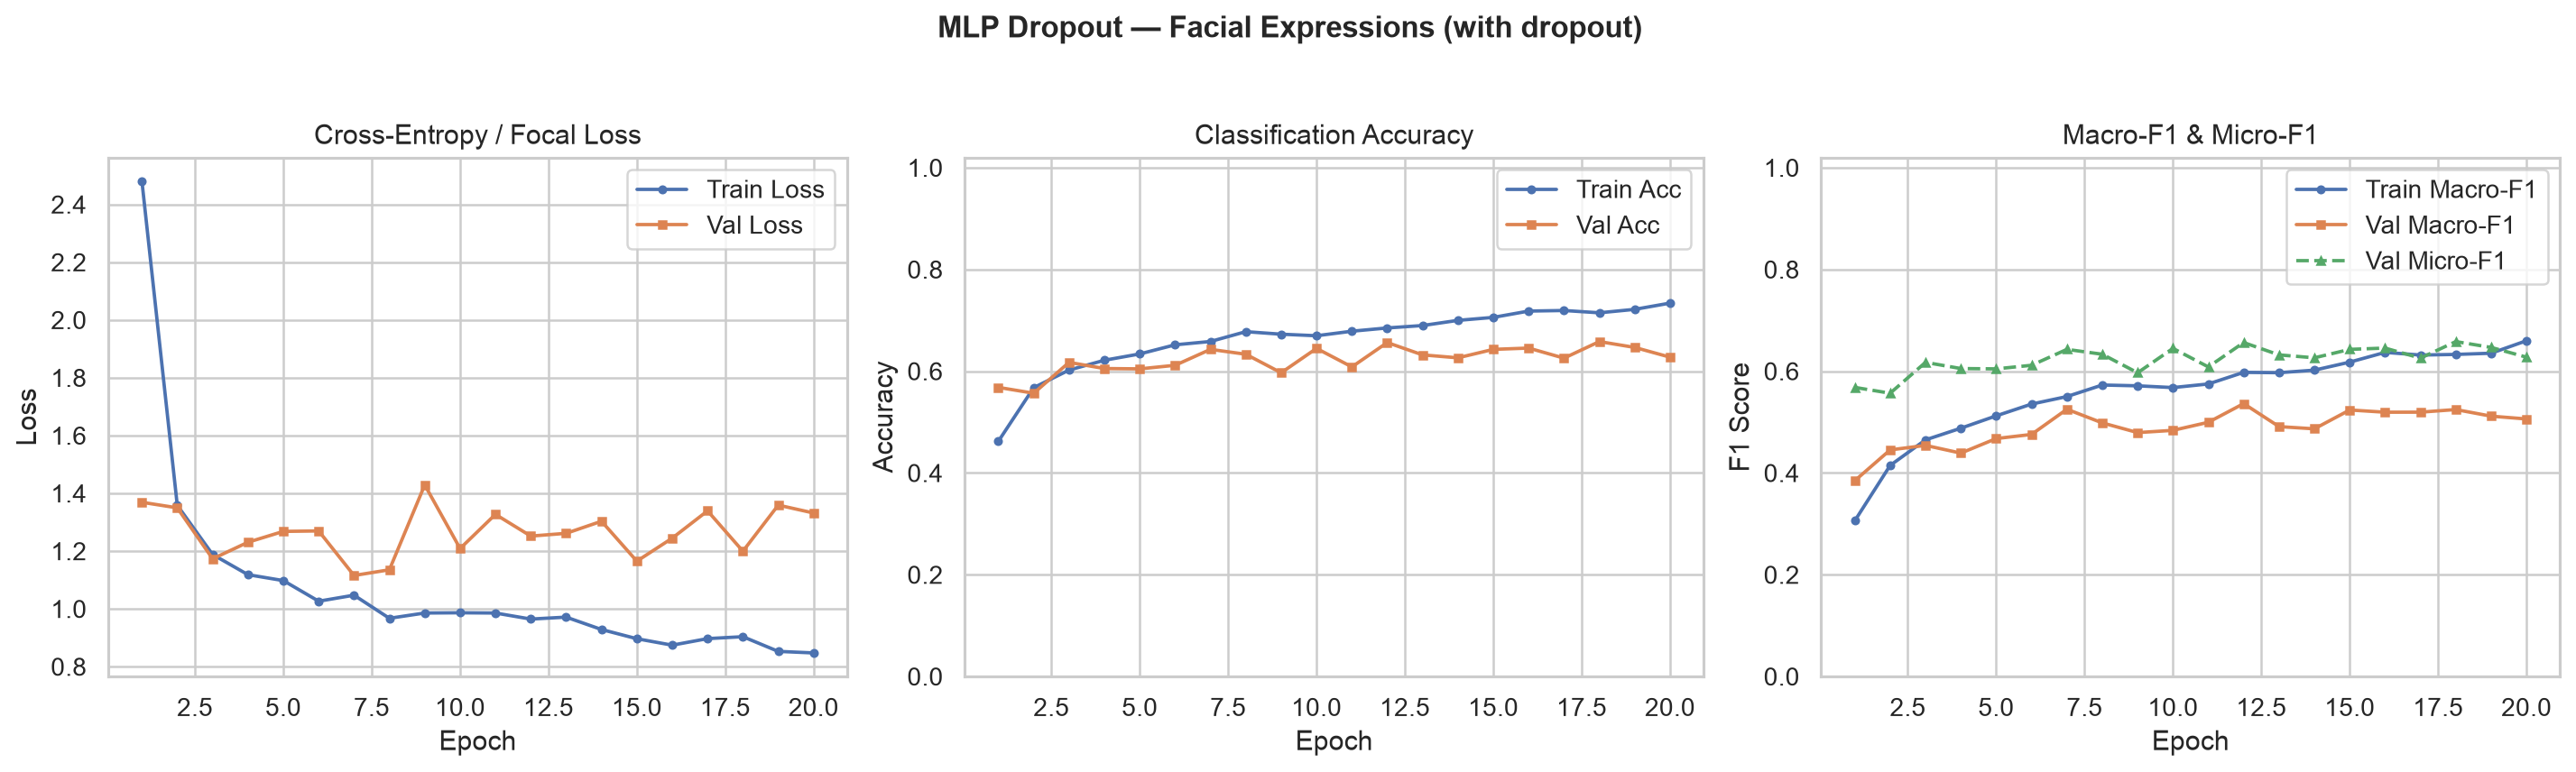 MLP Dropout — Facial Expressions (with dropout)
Cross-Entropy / Focal Loss
Train Loss
Val Loss
2.4
2.2
2.0
1.8
1.6
1.4
1.2
1.0
0.8
Loss
2.5 5.0 7.5 10.0 12.5 15.0 17.5 20.0
Epoch
Classification Accuracy
Train Acc
Val Acc
1.0
0.8
0.6
0.4
0.2
0.0
Accuracy
2.5 5.0 7.5 10.0 12.5 15.0 17.5 20.0
Epoch
Macro-F1 & Micro-F1
Train Macro-F1
Val Macro-F1
Val Micro-F1
1.0
0.8
0.6
0.4
0.2
0.0
F1 Score
2.5 5.0 7.5 10.0 12.5 15.0 17.5 20.0
Epoch